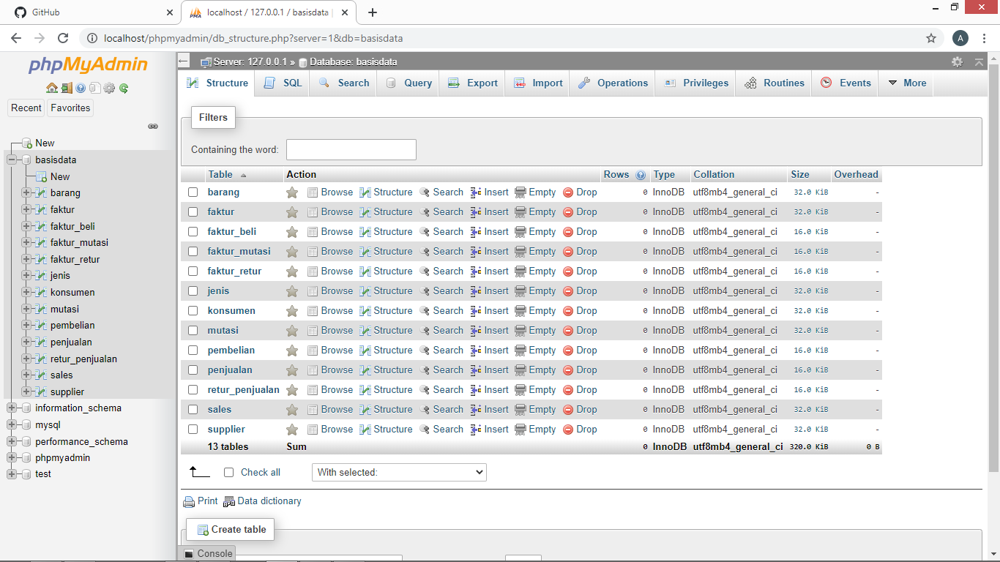 GitHub
localhost / 127.0.0.1 / basisdata |
localhost/phpmyadmin/db_structure.php?server=1&db=basisdata
A
phpMyAdmin
Recent Favorites
New
basisdata
New
barang
faktur
faktur_beli
faktur_mutasi
faktur_retur
jenis
konsumen
mutasi
pembelian
penjualan
retur_penjualan
sales
supplier
information_schema
mysql
performance_schema
phpmyadmin
test
Server: 127.0.0.1 » Database: basisdata
Structure SQL Search Query Export Import Operations Privileges Routines Events More
Filters
Containing the word:
Table Action Rows Type Collation Size Overhead
barang Browse Structure Search Insert Empty Drop 0 InnoDB utf8mb4_general_ci 32.0 KiB -
faktur Browse Structure Search Insert Empty Drop 0 InnoDB utf8mb4_general_ci 32.0 KiB -
faktur_beli Browse Structure Search Insert Empty Drop 0 InnoDB utf8mb4_general_ci 16.0 KiB -
faktur_mutasi Browse Structure Search Insert Empty Drop 0 InnoDB utf8mb4_general_ci 16.0 KiB -
faktur_retur Browse Structure Search Insert Empty Drop 0 InnoDB utf8mb4_general_ci 16.0 KiB -
jenis Browse Structure Search Insert Empty Drop 0 InnoDB utf8mb4_general_ci 32.0 KiB -
konsumen Browse Structure Search Insert Empty Drop 0 InnoDB utf8mb4_general_ci 32.0 KiB -
mutasi Browse Structure Search Insert Empty Drop 0 InnoDB utf8mb4_general_ci 32.0 KiB -
pembelian Browse Structure Search Insert Empty Drop 0 InnoDB utf8mb4_general_ci 16.0 KiB -
penjualan Browse Structure Search Insert Empty Drop 0 InnoDB utf8mb4_general_ci 16.0 KiB -
retur_penjualan Browse Structure Search Insert Empty Drop 0 InnoDB utf8mb4_general_ci 16.0 KiB -
sales Browse Structure Search Insert Empty Drop 0 InnoDB utf8mb4_general_ci 32.0 KiB -
supplier Browse Structure Search Insert Empty Drop 0 InnoDB utf8mb4_general_ci 32.0 KiB -
13 tables Sum 0 InnoDB utf8mb4_general_ci 320.0 KiB 0 B
Check all With selected:
Print Data dictionary
Create table
Console